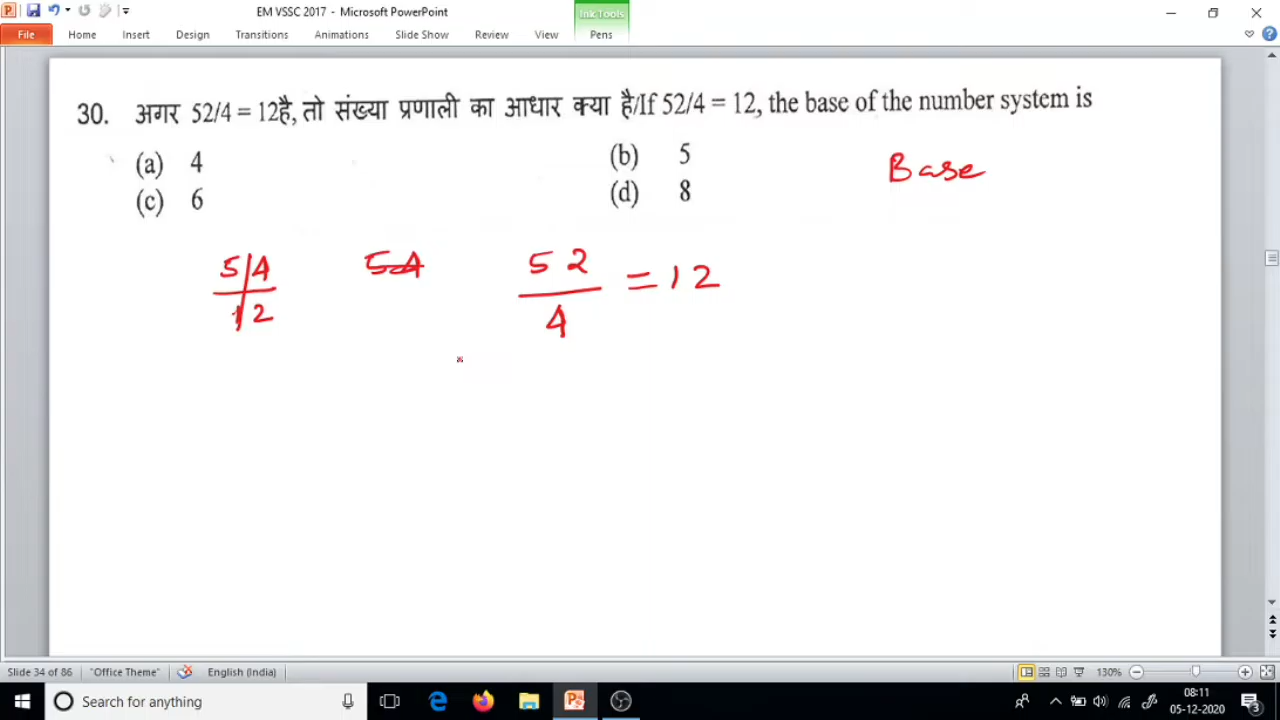 EM VSSC 2017 - Microsoft PowerPoint
Ink Tools
File Home Insert Design Transitions Animations Slide Show Review View Pens
30. अगर 52/4 = 12है, तो संख्या प्रणाली का आधार क्या है/If 52/4 = 12, the base of the number system is
(a) 4 (b) 5
(c) 6 (d) 8
Base
5/4 54 52
= 12
12 4
Slide 34 of 86 "Office Theme" English (India) 130%
Search for anything
08:11
05-12-2020
3